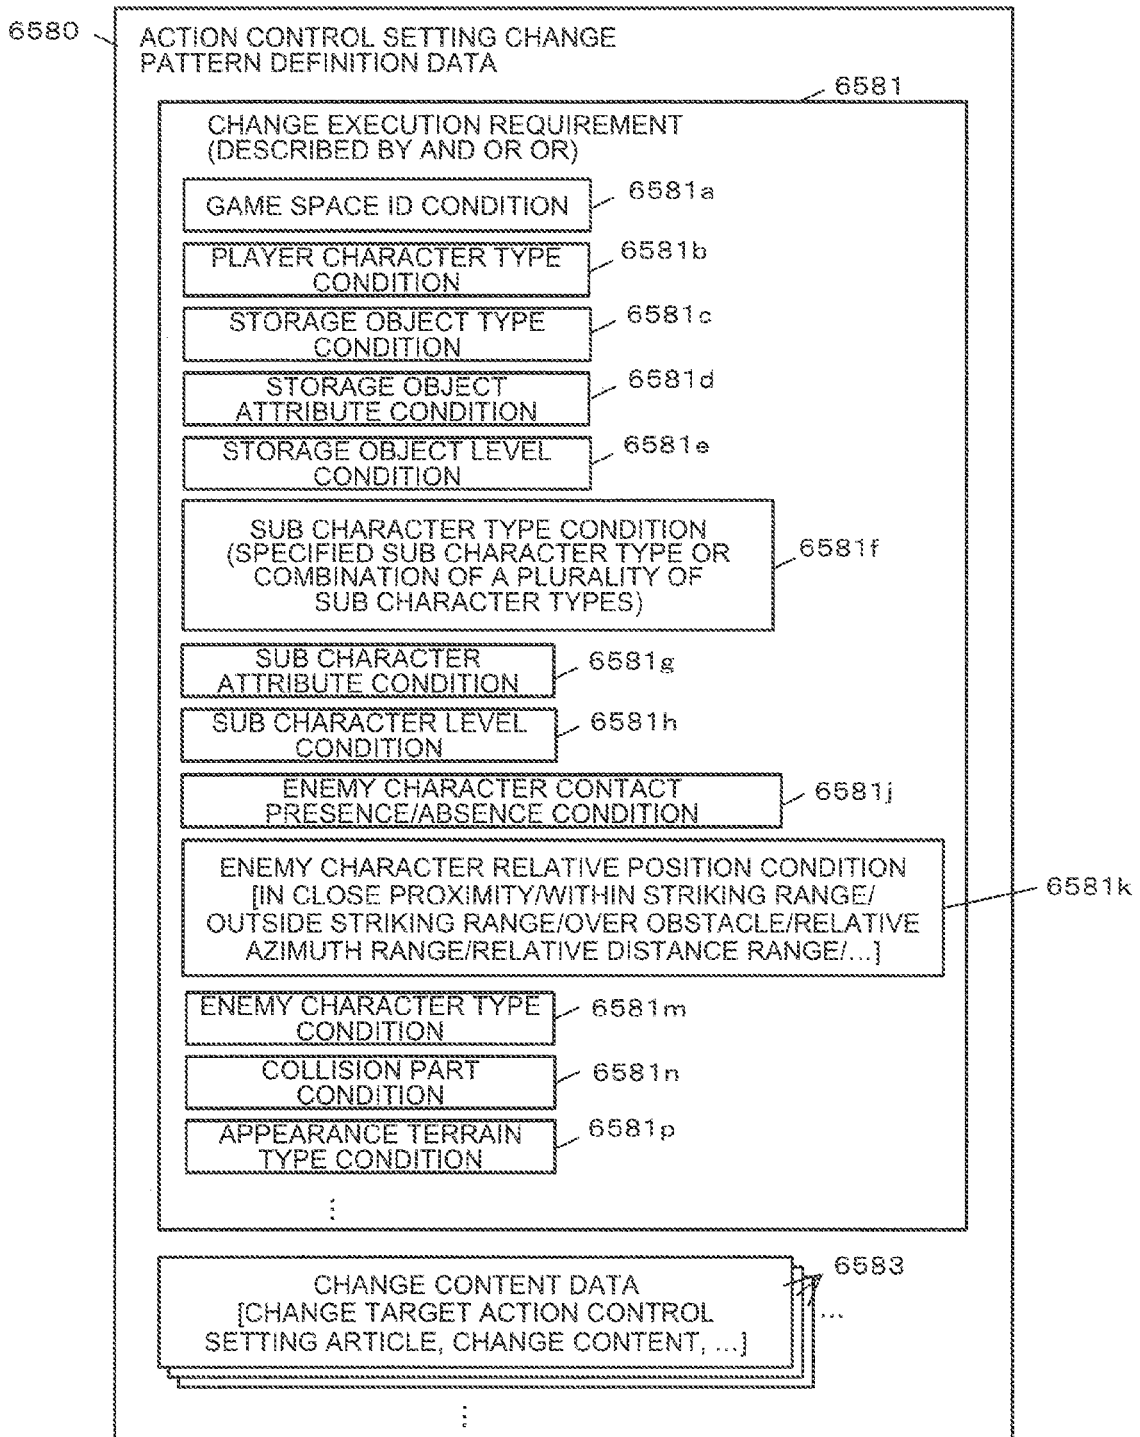 6580
ACTION CONTROL SETTING CHANGE
PATTERN DEFINITION DATA
6581
CHANGE EXECUTION REQUIREMENT
(DESCRIBED BY AND OR OR)
GAME SPACE ID CONDITION
6581a
PLAYER CHARACTER TYPE
CONDITION
6581b
STORAGE OBJECT TYPE
CONDITION
6581c
STORAGE OBJECT
ATTRIBUTE CONDITION
6581d
STORAGE OBJECT LEVEL
CONDITION
6581e
SUB CHARACTER TYPE CONDITION
(SPECIFIED SUB CHARACTER TYPE OR
COMBINATION OF A PLURALITY OF
SUB CHARACTER TYPES)
6581f
SUB CHARACTER
ATTRIBUTE CONDITION
6581g
SUB CHARACTER LEVEL
CONDITION
6581h
ENEMY CHARACTER CONTACT
PRESENCE/ABSENCE CONDITION
6581j
ENEMY CHARACTER RELATIVE POSITION CONDITION
[IN CLOSE PROXIMITY/WITHIN STRIKING RANGE/
OUTSIDE STRIKING RANGE/OVER OBSTACLE/RELATIVE
AZIMUTH RANGE/RELATIVE DISTANCE RANGE/...]
6581k
ENEMY CHARACTER TYPE
CONDITION
6581m
COLLISION PART
CONDITION
6581n
APPEARANCE TERRAIN
TYPE CONDITION
6581p
⋮
CHANGE CONTENT DATA
[CHANGE TARGET ACTION CONTROL
SETTING ARTICLE, CHANGE CONTENT, ...]
6583
...
⋮